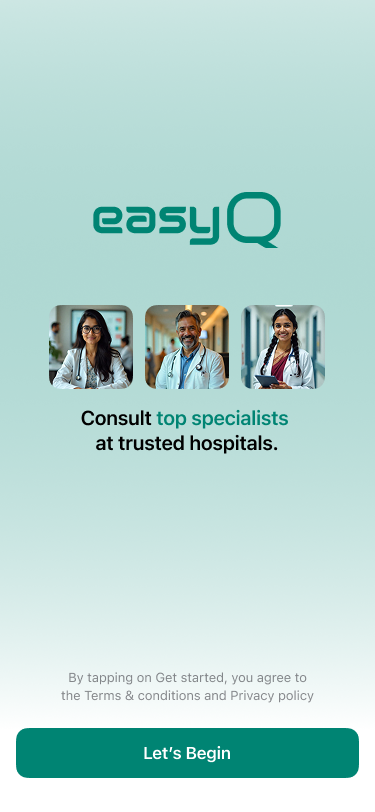 easyQ
Consult top specialists
at trusted hospitals.
By tapping on Get started, you agree to
the Terms & conditions and Privacy policy
Let’s Begin